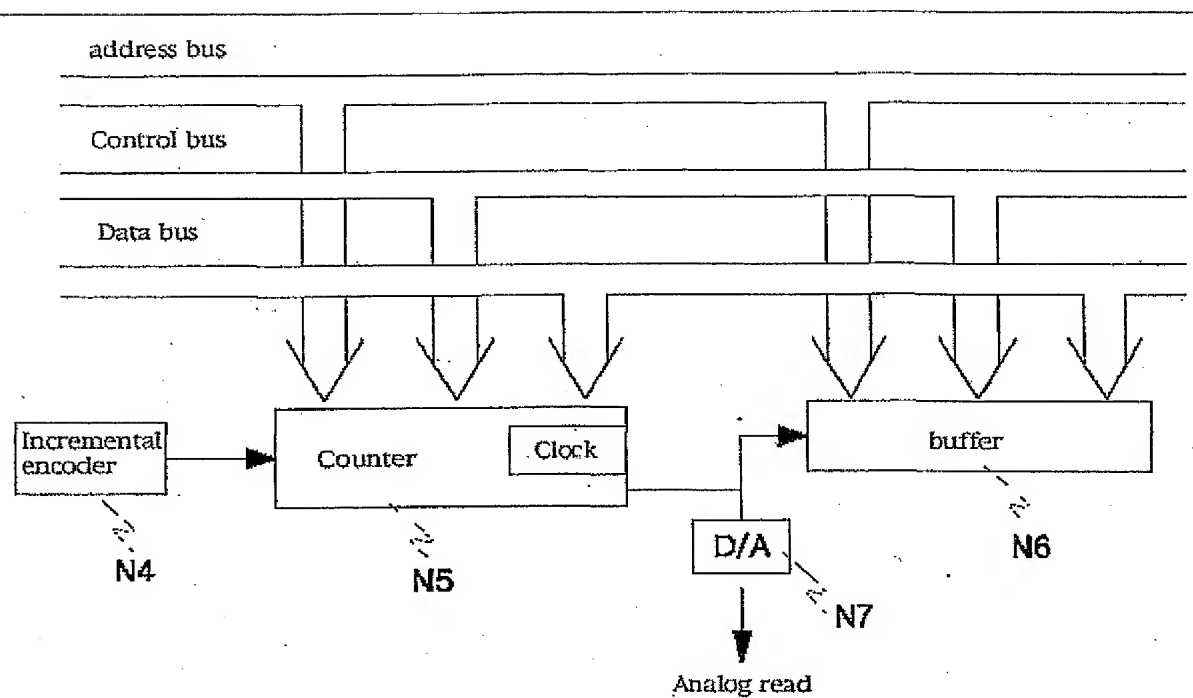 address bus
Control bus
Data bus
Incremental
encoder
Counter
Clock
buffer
D/A
N4
N5
N6
N7
Analog read